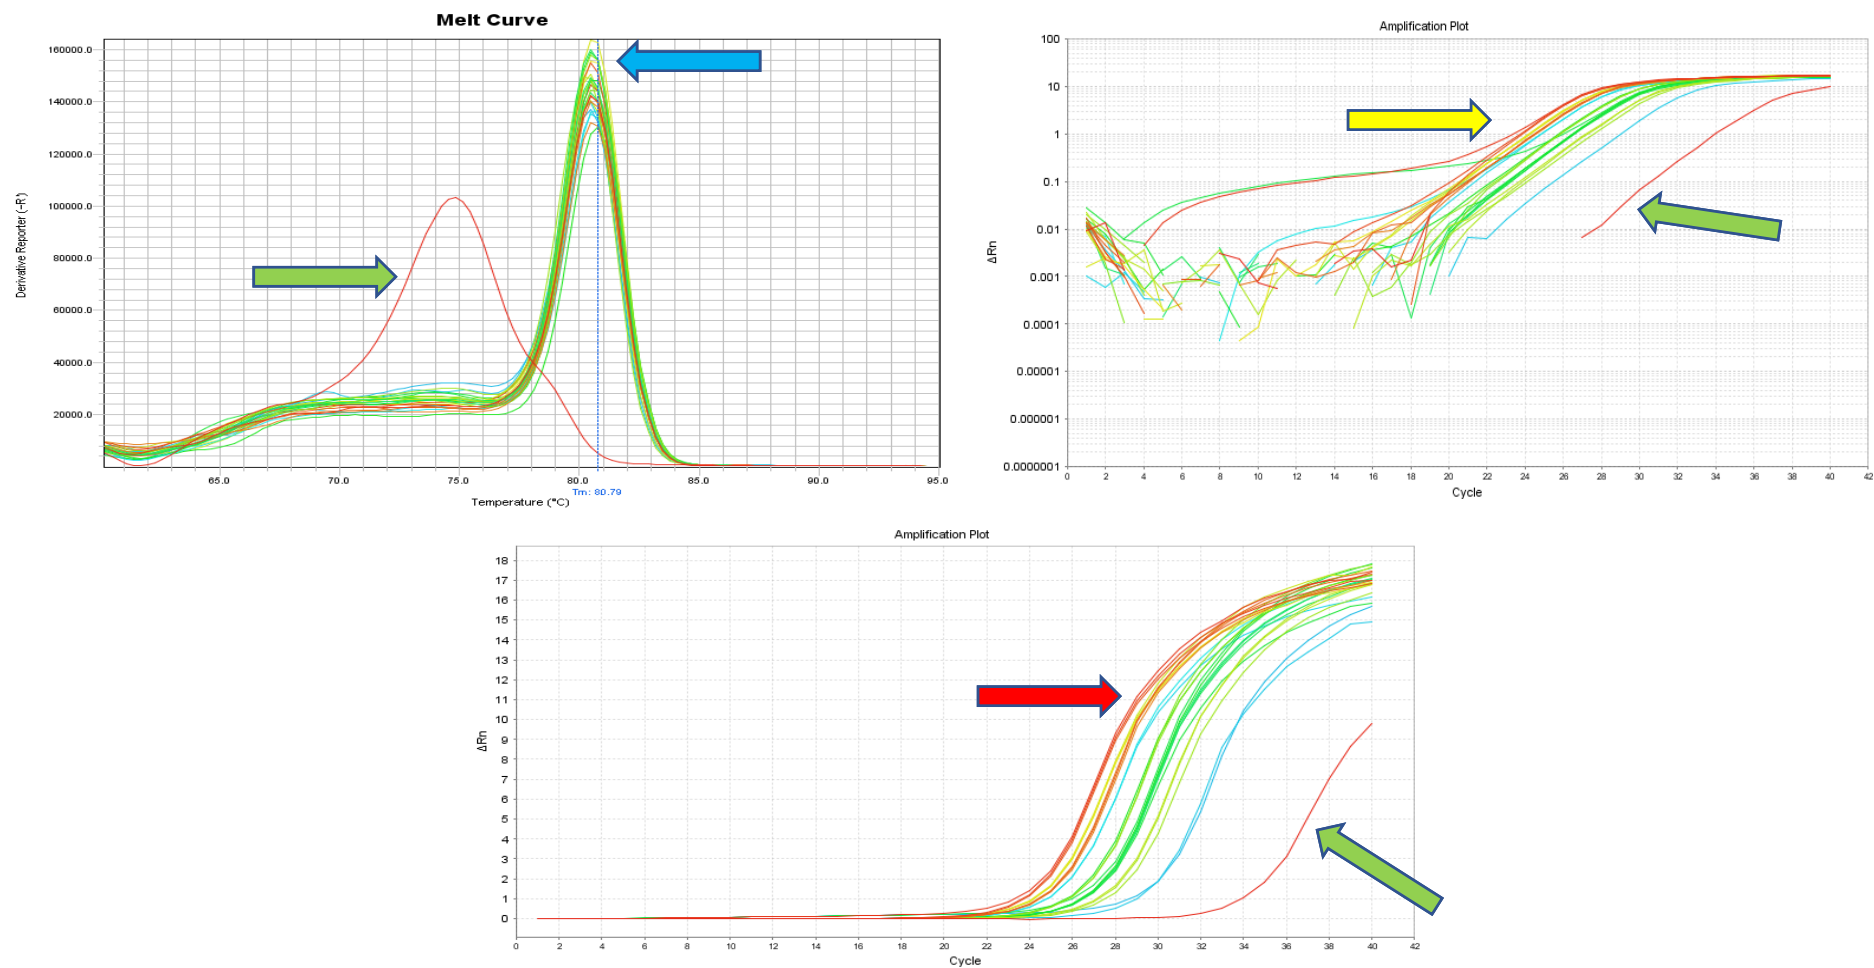 Melt Curve
160000.0
140000.0
120000.0
100000.0
80000.0
60000.0
40000.0
20000.0
Derivative Reporter (-R)
65.0 70.0 75.0 80.0 85.0 90.0 95.0
Tm: 80.79
Temperature (°C)
Amplification Plot
100
10
1
0.1
0.01
0.001
0.0001
0.00001
0.000001
0.0000001
ΔRn
0 2 4 6 8 10 12 14 16 18 20 22 24 26 28 30 32 34 36 38 40 42
Cycle
Amplification Plot
18
17
16
15
14
13
12
11
10
9
8
7
6
5
4
3
2
1
0
ΔRn
0 2 4 6 8 10 12 14 16 18 20 22 24 26 28 30 32 34 36 38 40 42
Cycle